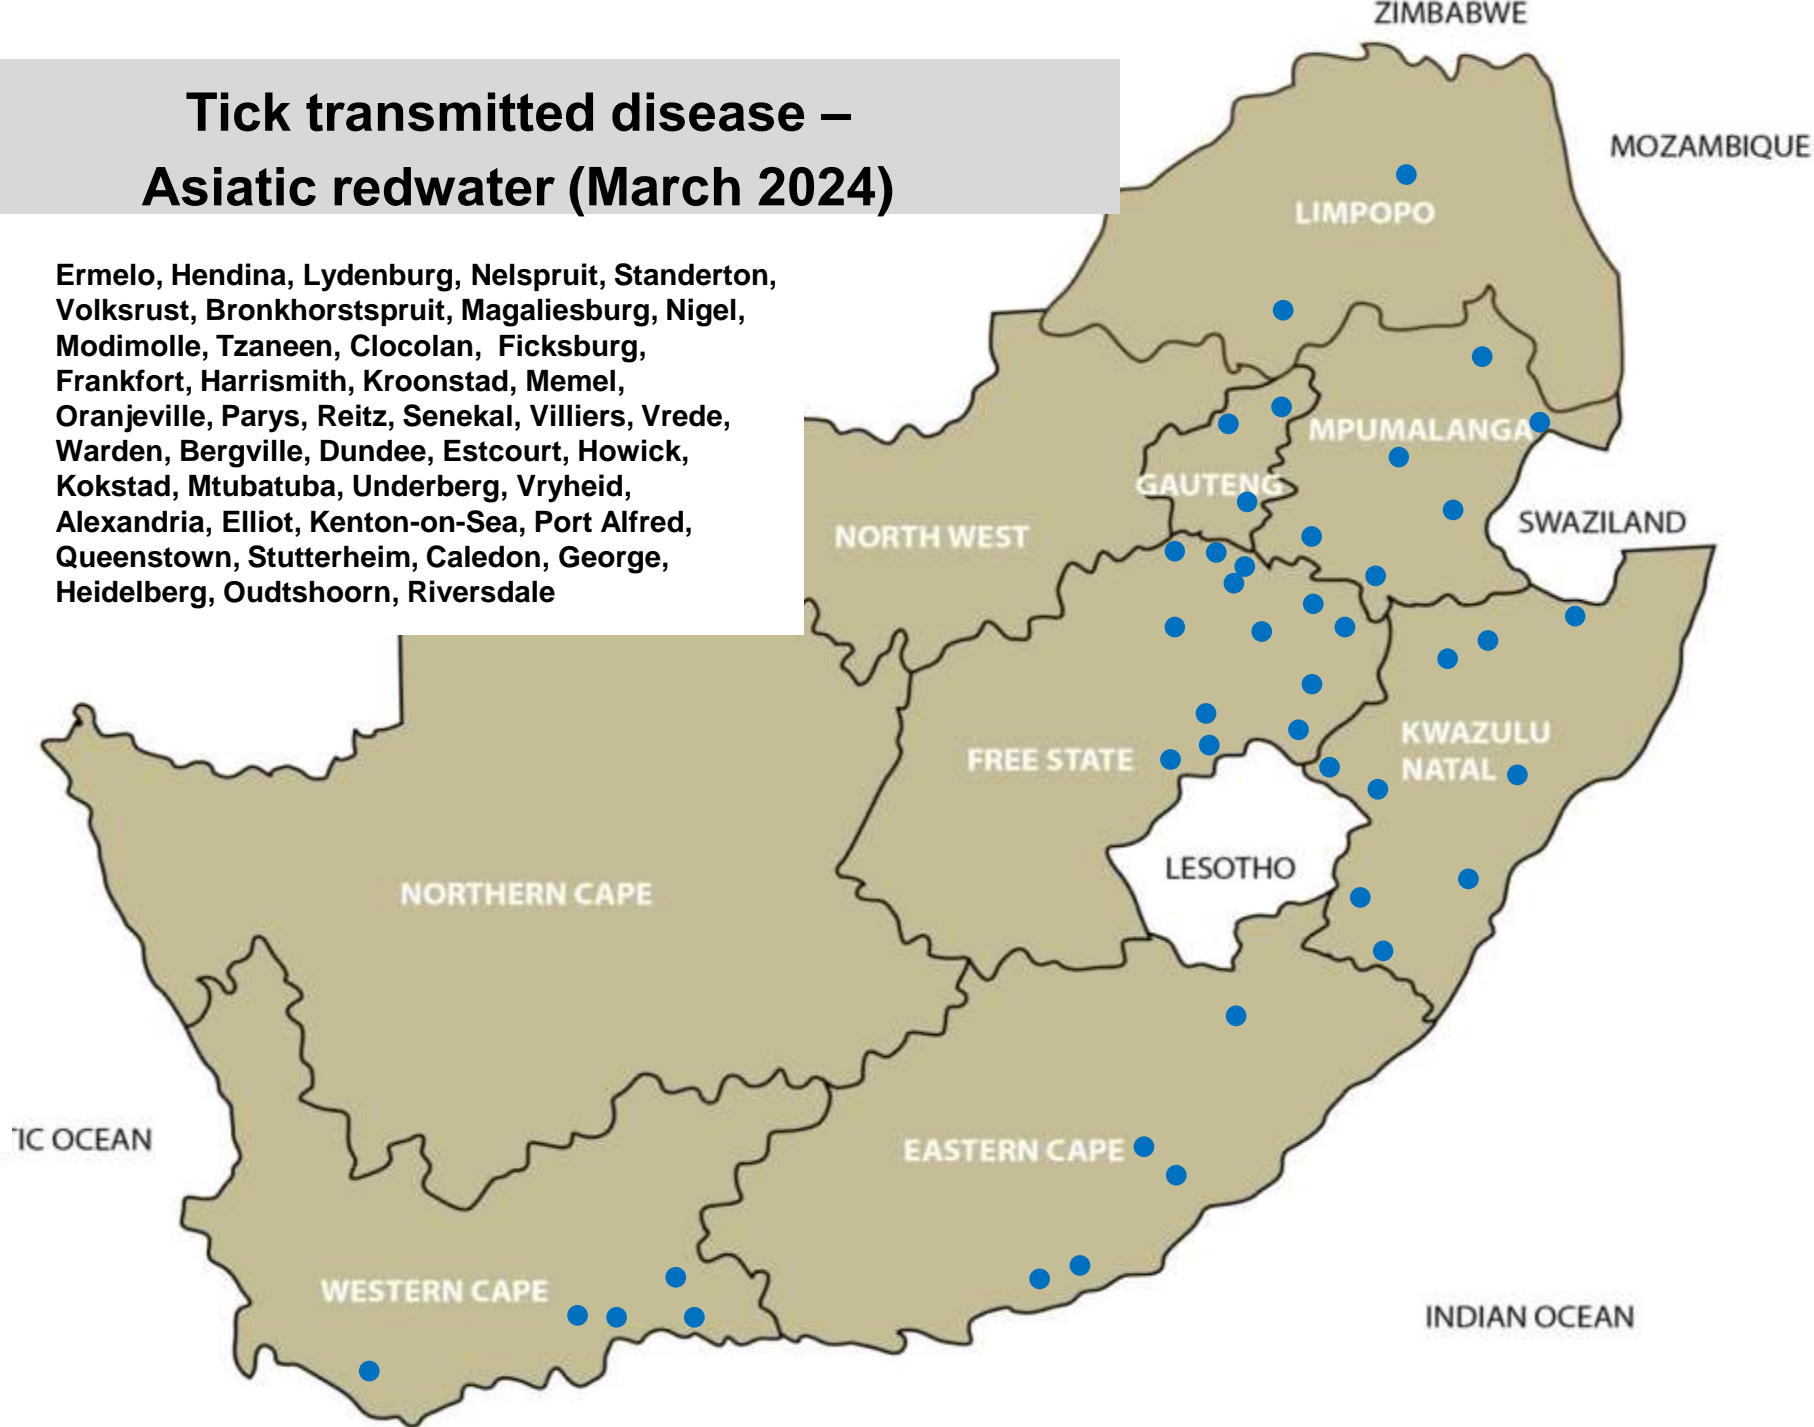 ZIMBABWE
Tick transmitted disease –
Asiatic redwater (March 2024)
MOZAMBIQUE
LIMPOPO
Ermelo, Hendina, Lydenburg, Nelspruit, Standerton,
Volksrust, Bronkhorstspruit, Magaliesburg, Nigel,
Modimolle, Tzaneen, Clocolan, Ficksburg,
Frankfort, Harrismith, Kroonstad, Memel,
Oranjeville, Parys, Reitz, Senekal, Villiers, Vrede,
Warden, Bergville, Dundee, Estcourt, Howick,
Kokstad, Mtubatuba, Underberg, Vryheid,
Alexandria, Elliot, Kenton-on-Sea, Port Alfred,
Queenstown, Stutterheim, Caledon, George,
Heidelberg, Oudtshoorn, Riversdale
MPUMALANGA
GAUTENG
NORTH WEST
SWAZILAND
FREE STATE
KWAZULU
NATAL
LESOTHO
NORTHERN CAPE
TIC OCEAN
EASTERN CAPE
WESTERN CAPE
INDIAN OCEAN